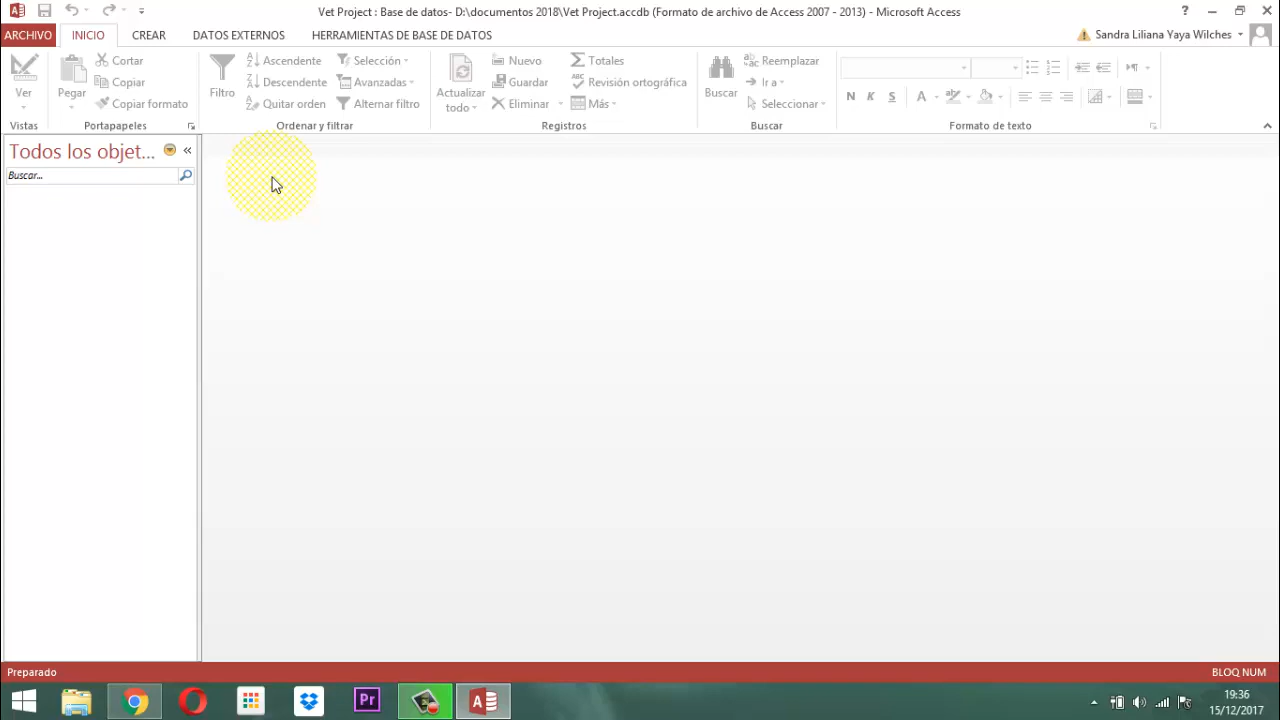 Vet Project : Base de datos- D:\documentos 2018\Vet Project.accdb (Formato de archivo de Access 2007 - 2013) - Microsoft Access
ARCHIVO INICIO CREAR DATOS EXTERNOS HERRAMIENTAS DE BASE DE DATOS Sandra Liliana Yaya Wilches
Ver
Vistas
Pegar
Cortar
Copiar
Copiar formato
Portapapeles
Filtro
Ascendente
Descendente
Quitar orden
Selección
Avanzadas
Alternar filtro
Ordenar y filtrar
Actualizar
todo
Nuevo
Guardar
Eliminar
Totales
Revisión ortográfica
Más
Registros
Buscar
Reemplazar
Ir a
Seleccionar
Buscar
N K S A
Formato de texto
Todos los objet... «
Buscar...
Preparado
BLOQ NUM
Pr
19:36
15/12/2017